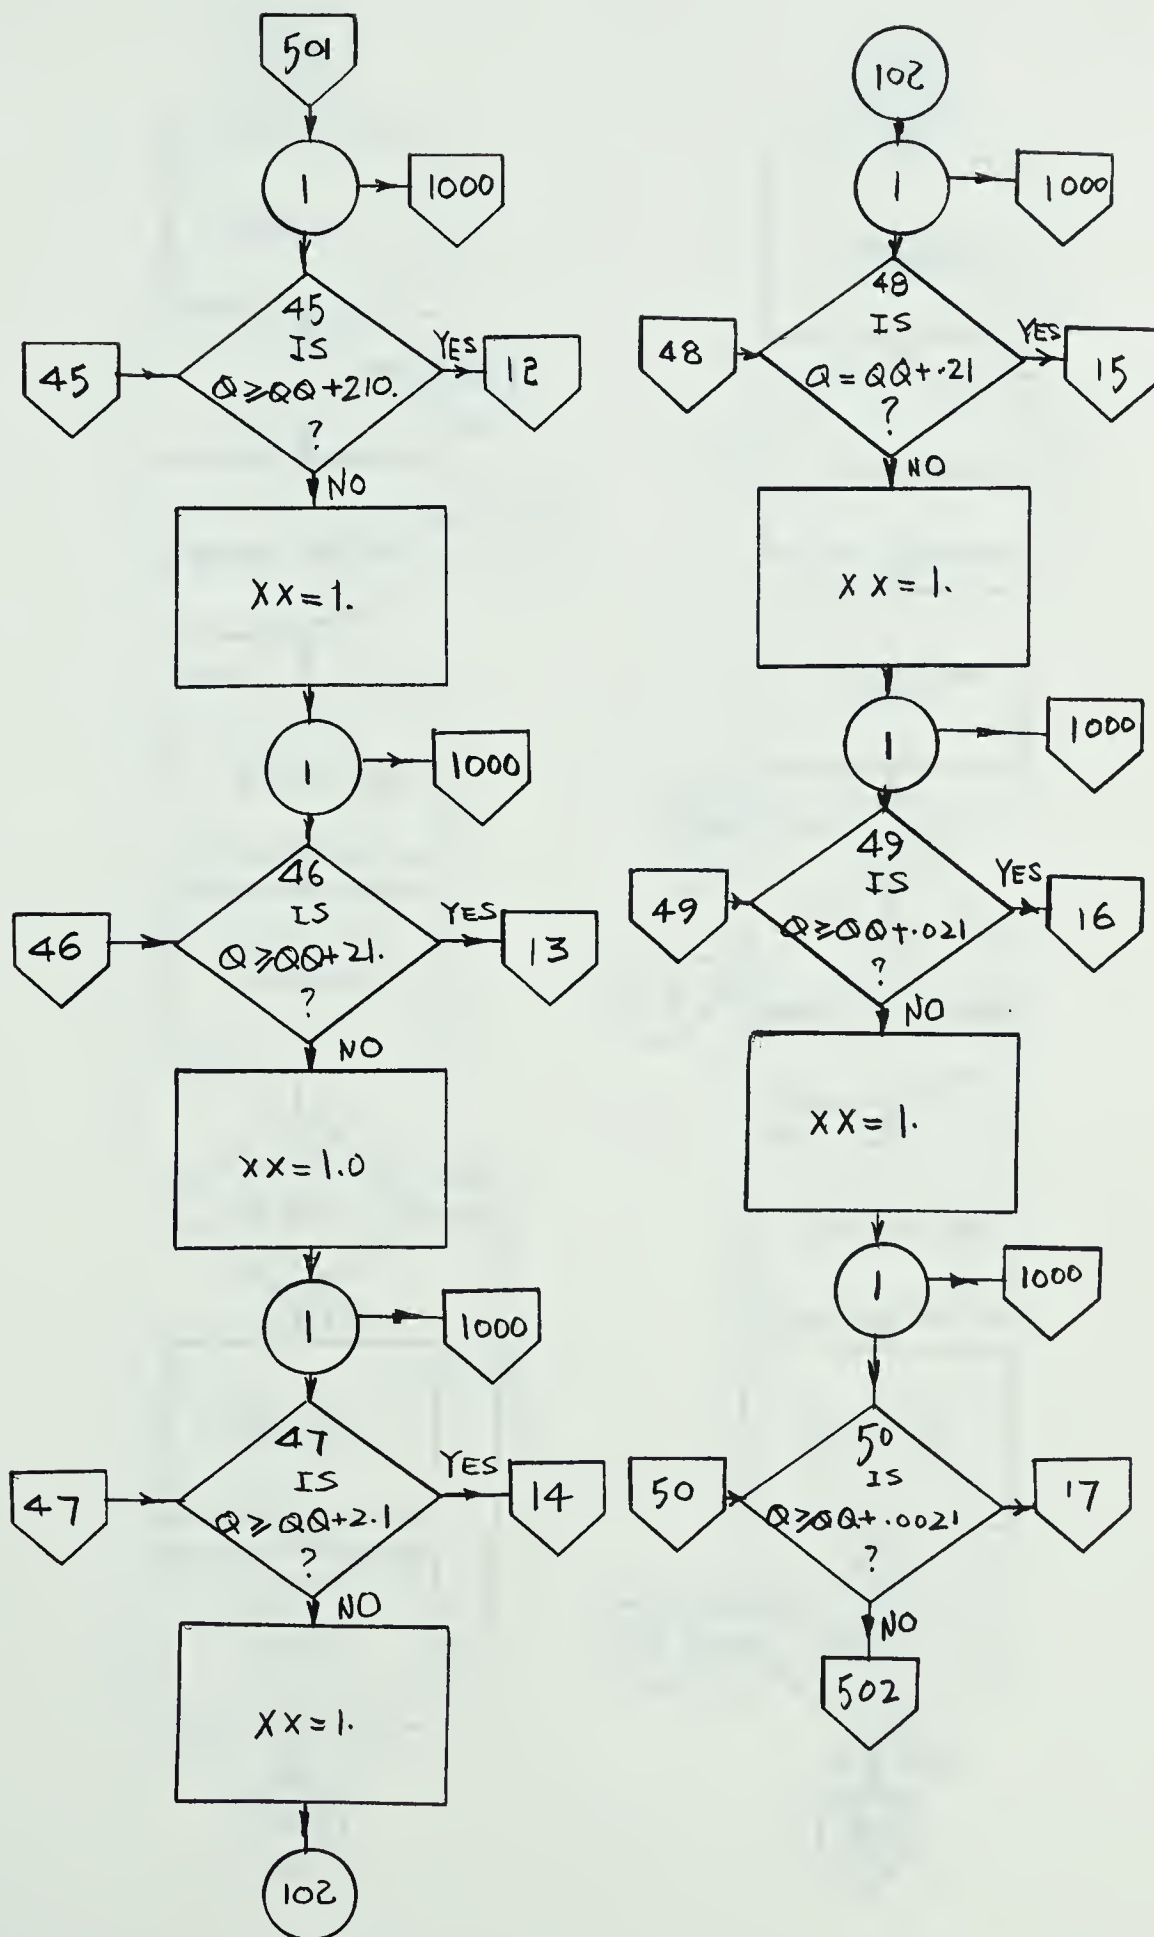 501
1
1000
45
IS
Q≥QQ+210.
?
45
YES
12
NO
XX=1.
1
1000
46
IS
Q≥QQ+21.
?
46
YES
13
NO
XX=1.0
1
1000
47
IS
Q≥QQ+2.1
?
47
YES
14
NO
XX=1.
102
102
1
1000
48
IS
Q=QQ+.21
?
48
YES
15
NO
XX=1.
1
1000
49
IS
Q≥QQ+.021
?
49
YES
16
NO
XX=1.
1
1000
50
IS
Q≥QQ+.0021
?
50
17
NO
502